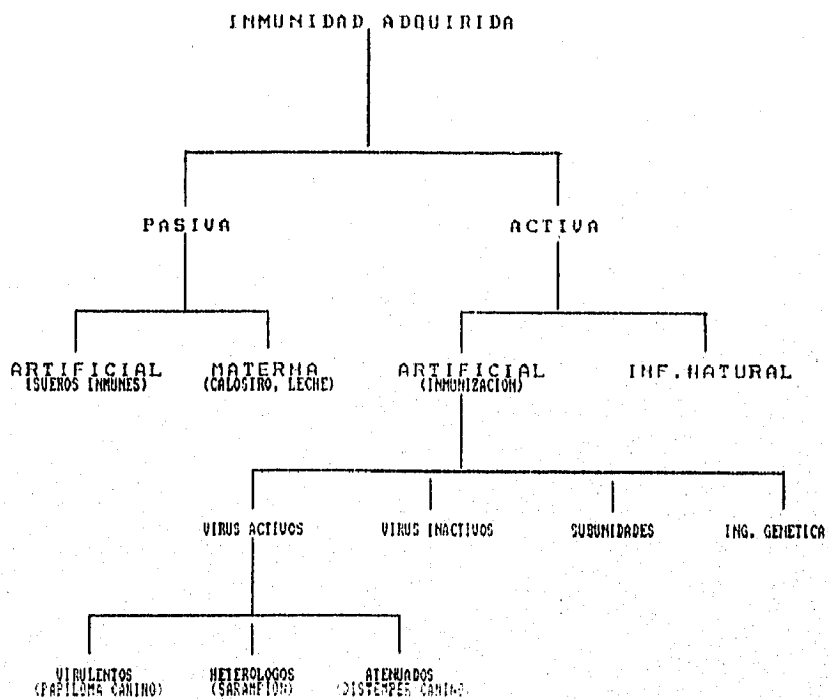 INMUNIDAD ADQUIRIDA
PASIVA
ACTIVA
ARTIFICIAL
(SUEROS INMUNES)
MATERNA
(CALOSTRO, LECHE)
ARTIFICIAL
(INMUNIZACION)
INF.NATURAL
VIRUS ACTIVOS
VIRUS INACTIVOS
SUBUNIDADES
ING. GENETICA
VIRULENTOS
(PAPILOMA CANINO)
HETEROLOGOS
(SARAMPION)
ATENUADOS
(DISTEMPER CANINO)